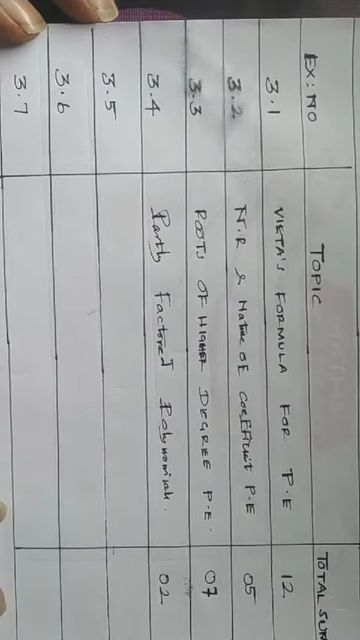 EX: NO TOPIC TOTAL SUM
3.1 VIETA'S FORMULA FOR P.E 12
3.2 N.R & Nature OF Coefficient P.E 05
3.3 ROOTS OF HIGHER DEGREE P.E. 07
3.4 Partly Factored Polynomials. 02
3.5
3.6
3.7